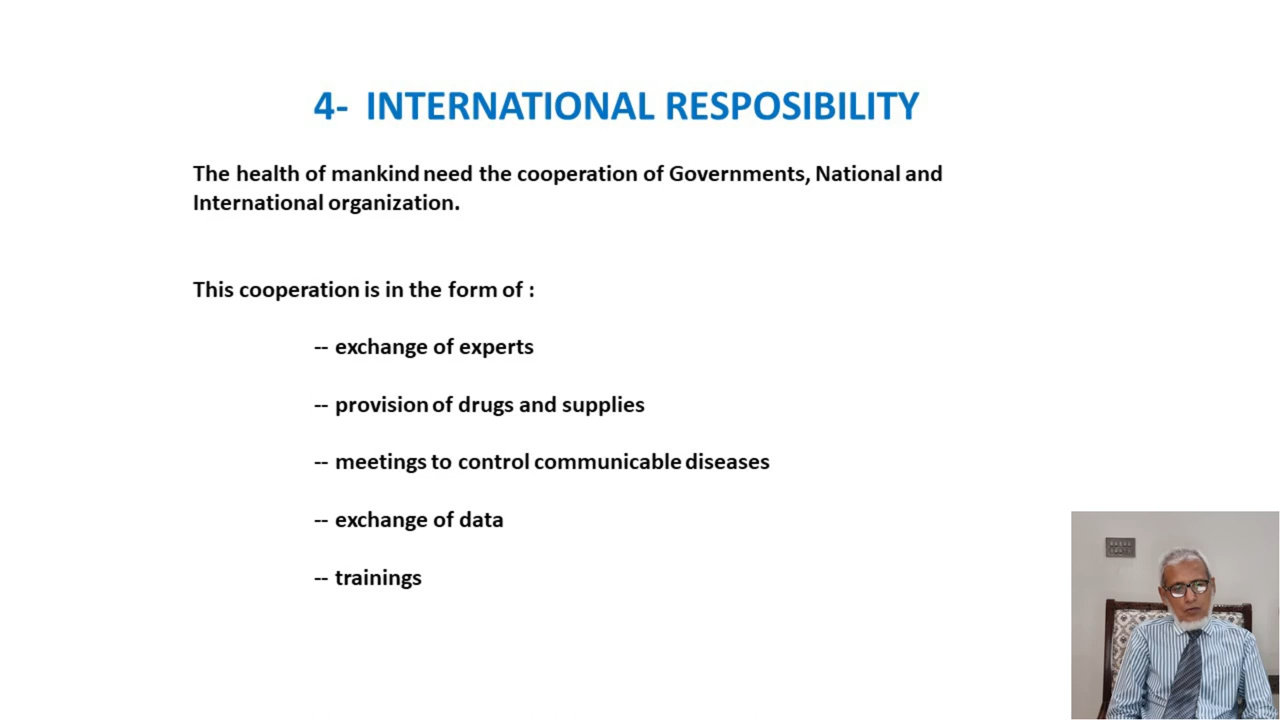 4- INTERNATIONAL RESPOSIBILITY
The health of mankind need the cooperation of Governments, National and
International organization.
This cooperation is in the form of :
-- exchange of experts
-- provision of drugs and supplies
-- meetings to control communicable diseases
-- exchange of data
-- trainings